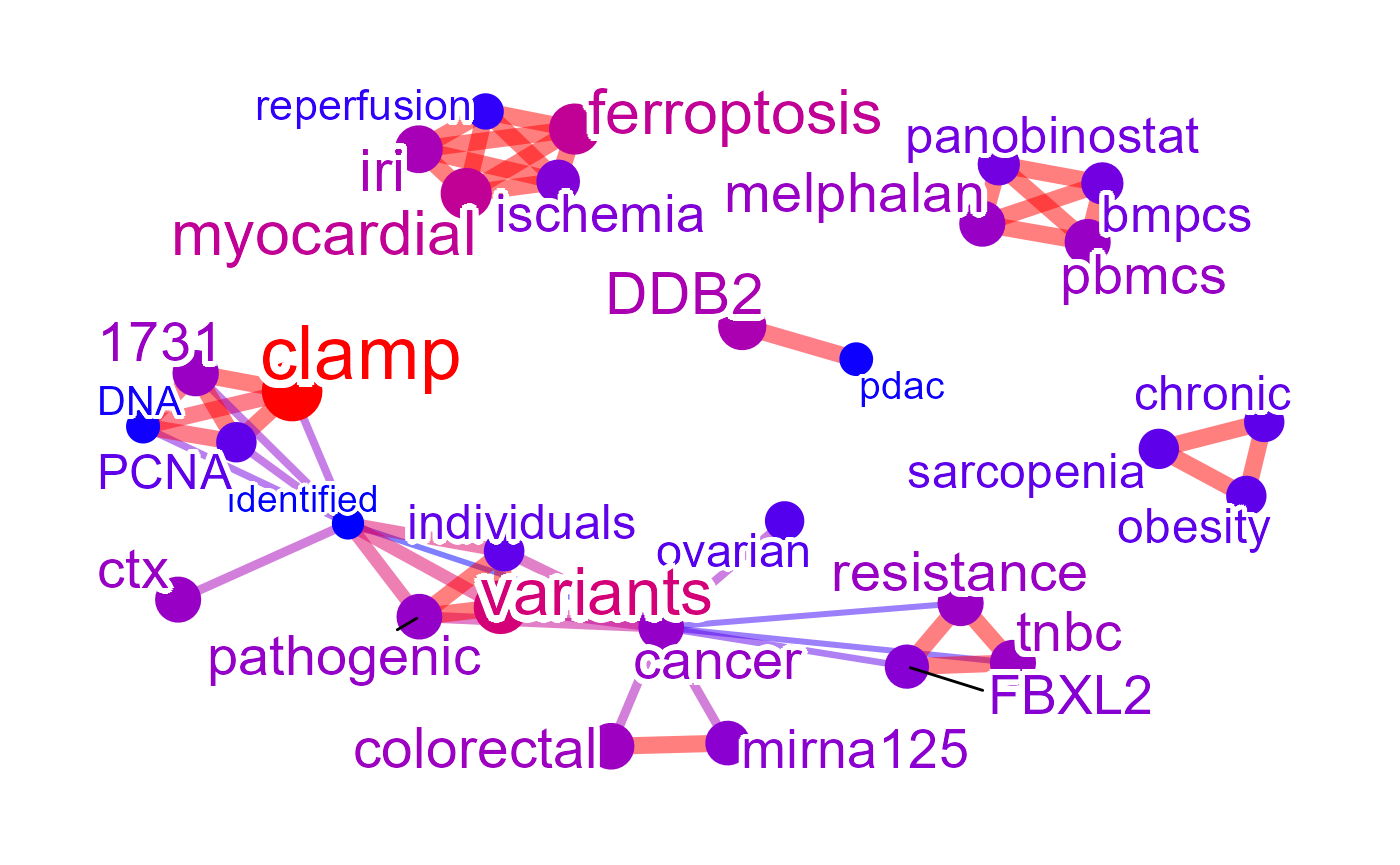 reperfusion
ferroptosis
panobinostat
iri
melphalan
ischemia
bmpcs
myocardial
pbmcs
DDB2
1731
clamp
pdac
DNA
chronic
PCNA
sarcopenia
identified
individuals
obesity
ovarian
ctx
resistance
variants
tnbc
pathogenic
cancer
FBXL2
colorectal
mirna125